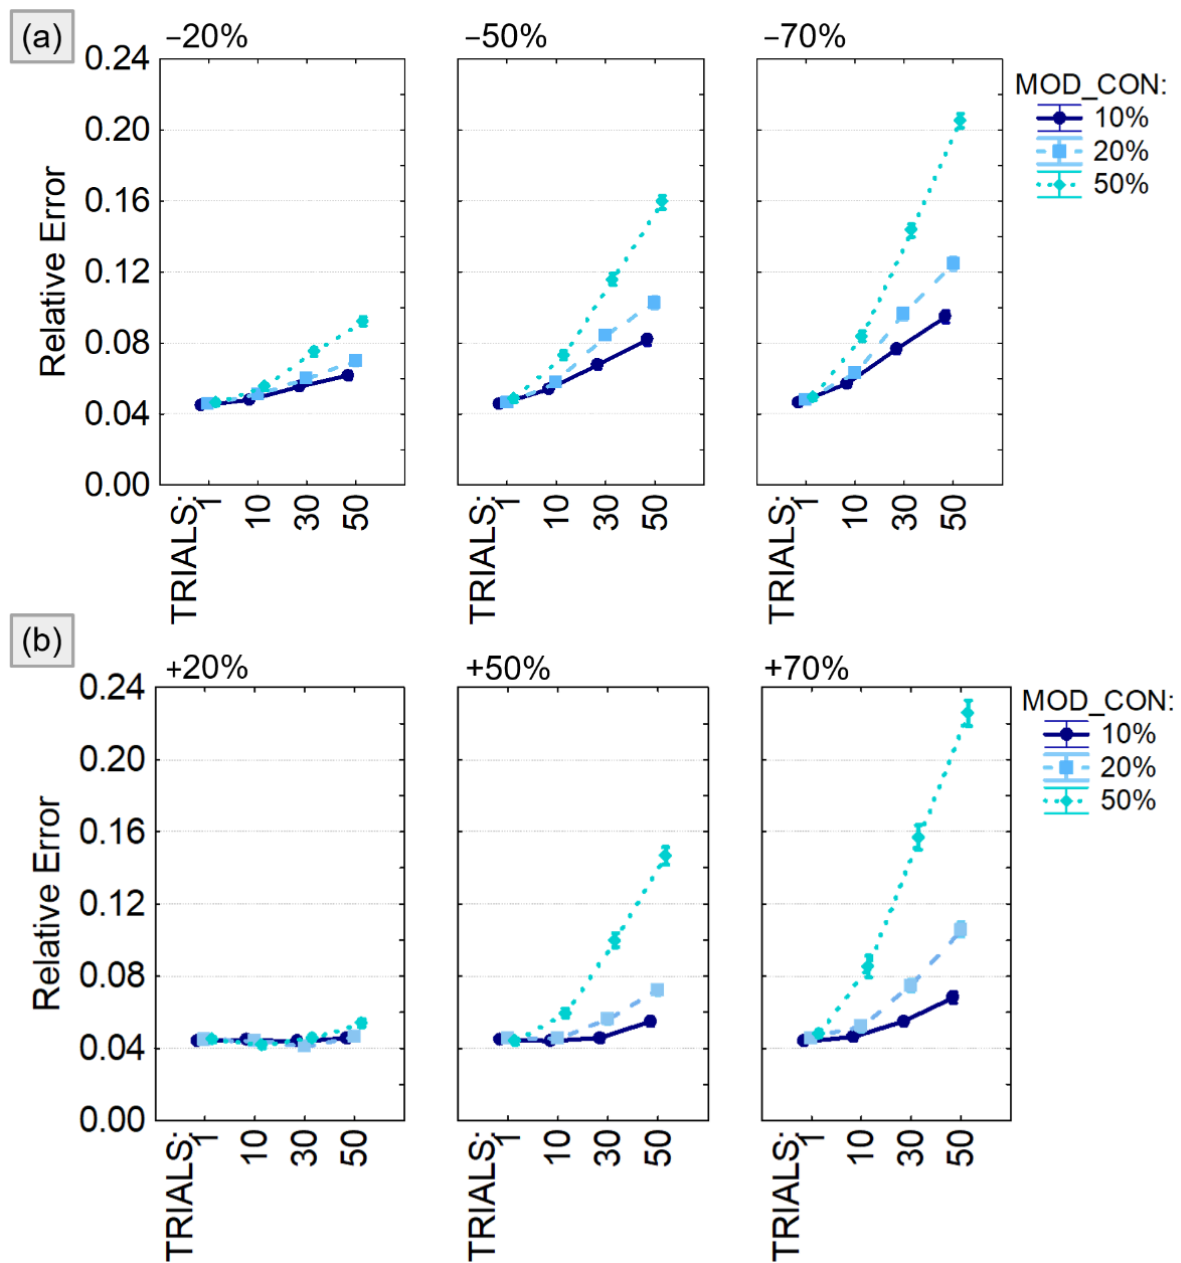 (a)
−20%
−50%
−70%
0.24
0.20
0.16
0.12
0.08
0.04
0.00
Relative Error
MOD_CON:
10%
20%
50%
TRIALS: 1 10 30 50
TRIALS: 1 10 30 50
TRIALS: 1 10 30 50
(b)
+20%
+50%
+70%
0.24
0.20
0.16
0.12
0.08
0.04
0.00
Relative Error
MOD_CON:
10%
20%
50%
TRIALS: 1 10 30 50
TRIALS: 1 10 30 50
TRIALS: 1 10 30 50